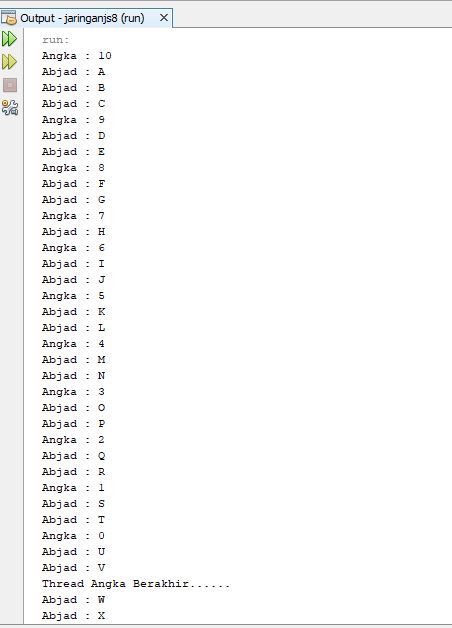 Output - jaringanjs8 (run)
run:
Angka : 10
Abjad : A
Abjad : B
Abjad : C
Angka : 9
Abjad : D
Abjad : E
Angka : 8
Abjad : F
Abjad : G
Angka : 7
Abjad : H
Angka : 6
Abjad : I
Abjad : J
Angka : 5
Abjad : K
Abjad : L
Angka : 4
Abjad : M
Abjad : N
Angka : 3
Abjad : O
Abjad : P
Angka : 2
Abjad : Q
Abjad : R
Angka : 1
Abjad : S
Abjad : T
Angka : 0
Abjad : U
Abjad : V
Thread Angka Berakhir......
Abjad : W
Abjad : X